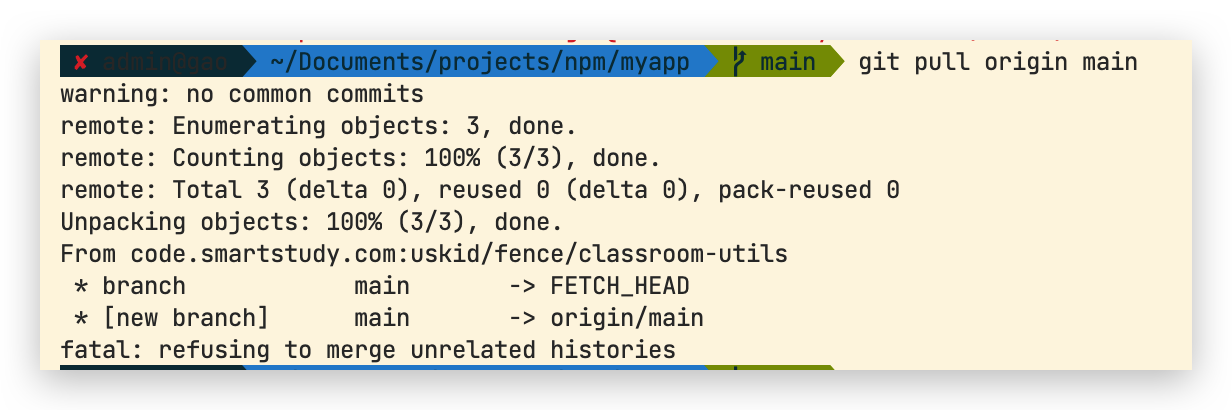 ✘ admin@gao ~/Documents/projects/npm/myapp main git pull origin main
warning: no common commits
remote: Enumerating objects: 3, done.
remote: Counting objects: 100% (3/3), done.
remote: Total 3 (delta 0), reused 0 (delta 0), pack-reused 0
Unpacking objects: 100% (3/3), done.
From code.smartstudy.com:uskid/fence/classroom-utils
* branch main -> FETCH_HEAD
* [new branch] main -> origin/main
fatal: refusing to merge unrelated histories